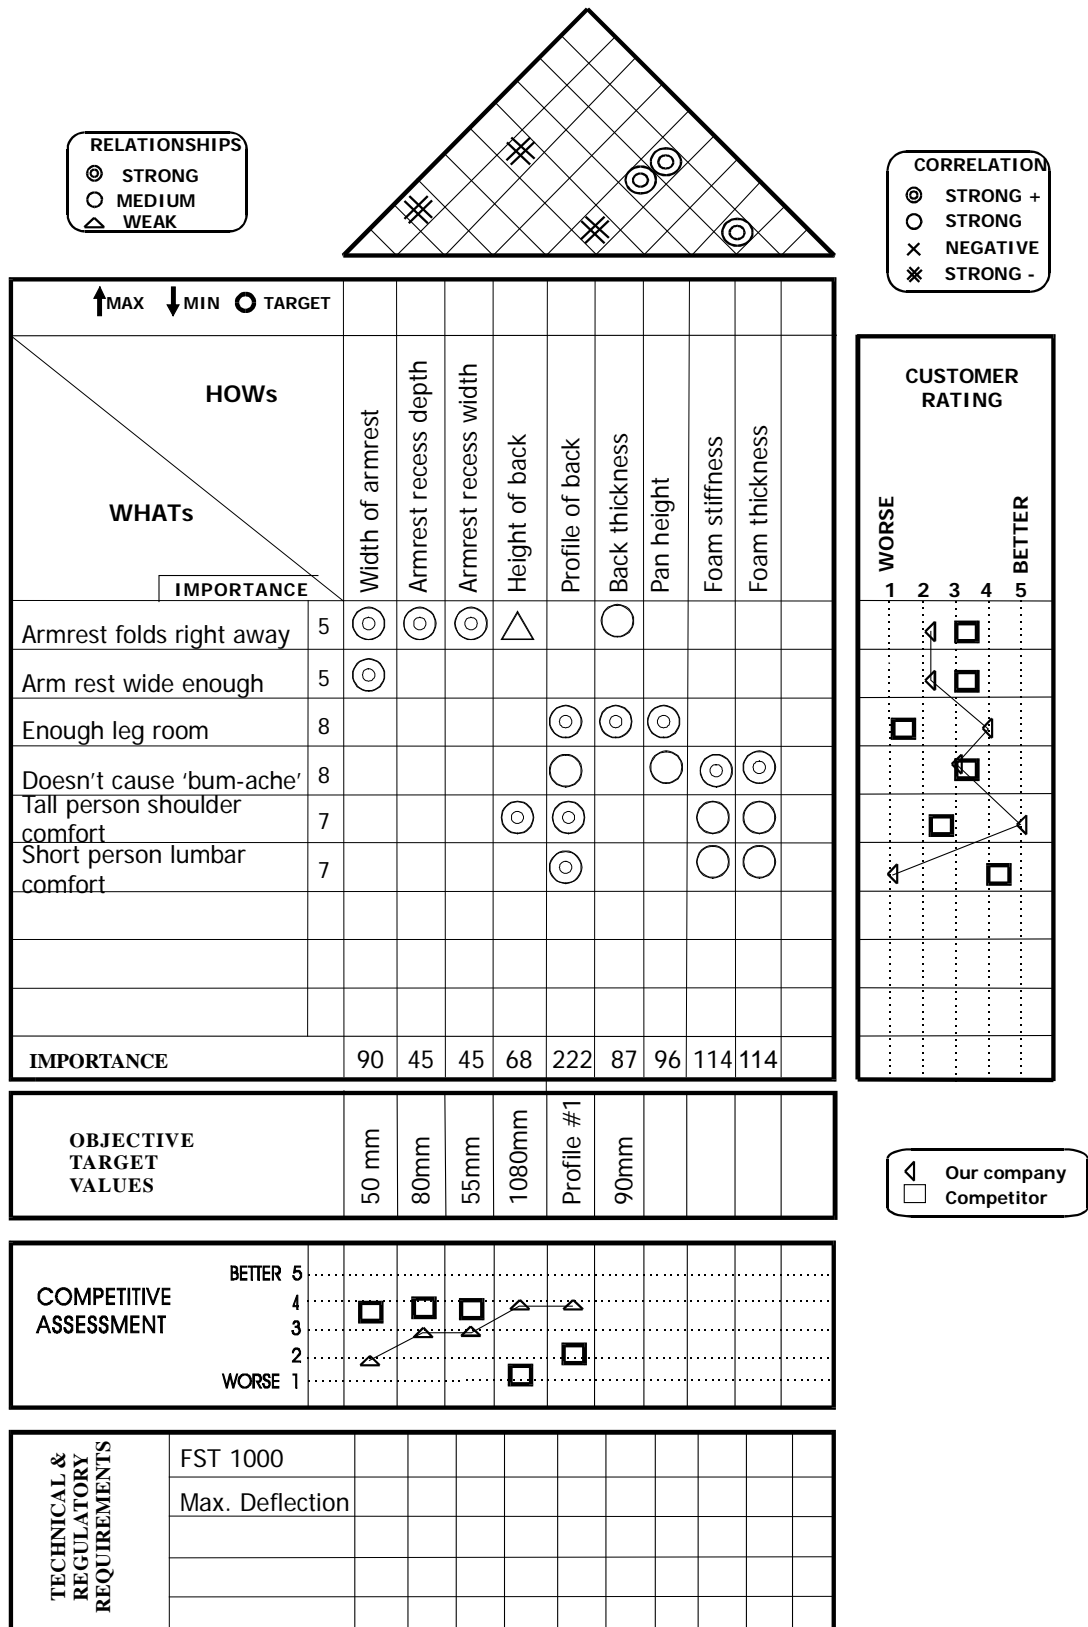 RELATIONSHIPS
STRONG
MEDIUM
WEAK
CORRELATION
STRONG +
STRONG
NEGATIVE
STRONG -
MAX MIN TARGET
HOWs
WHATs
IMPORTANCE
Width of armrest
Armrest recess depth
Armrest recess width
Height of back
Profile of back
Back thickness
Pan height
Foam stiffness
Foam thickness
CUSTOMER
RATING
WORSE
BETTER
1 2 3 4 5
Armrest folds right away 5
Arm rest wide enough 5
Enough leg room 8
Doesn't cause ‘bum-ache’ 8
Tall person shoulder
comfort 7
Short person lumbar
comfort 7
IMPORTANCE 90 45 45 68 222 87 96 114 114
OBJECTIVE
TARGET
VALUES
50 mm
80mm
55mm
1080mm
Profile #1
90mm
Our company
Competitor
COMPETITIVE
ASSESSMENT
BETTER 5
4
3
2
WORSE 1
TECHNICAL &
REGULATORY
REQUIREMENTS
FST 1000
Max. Deflection